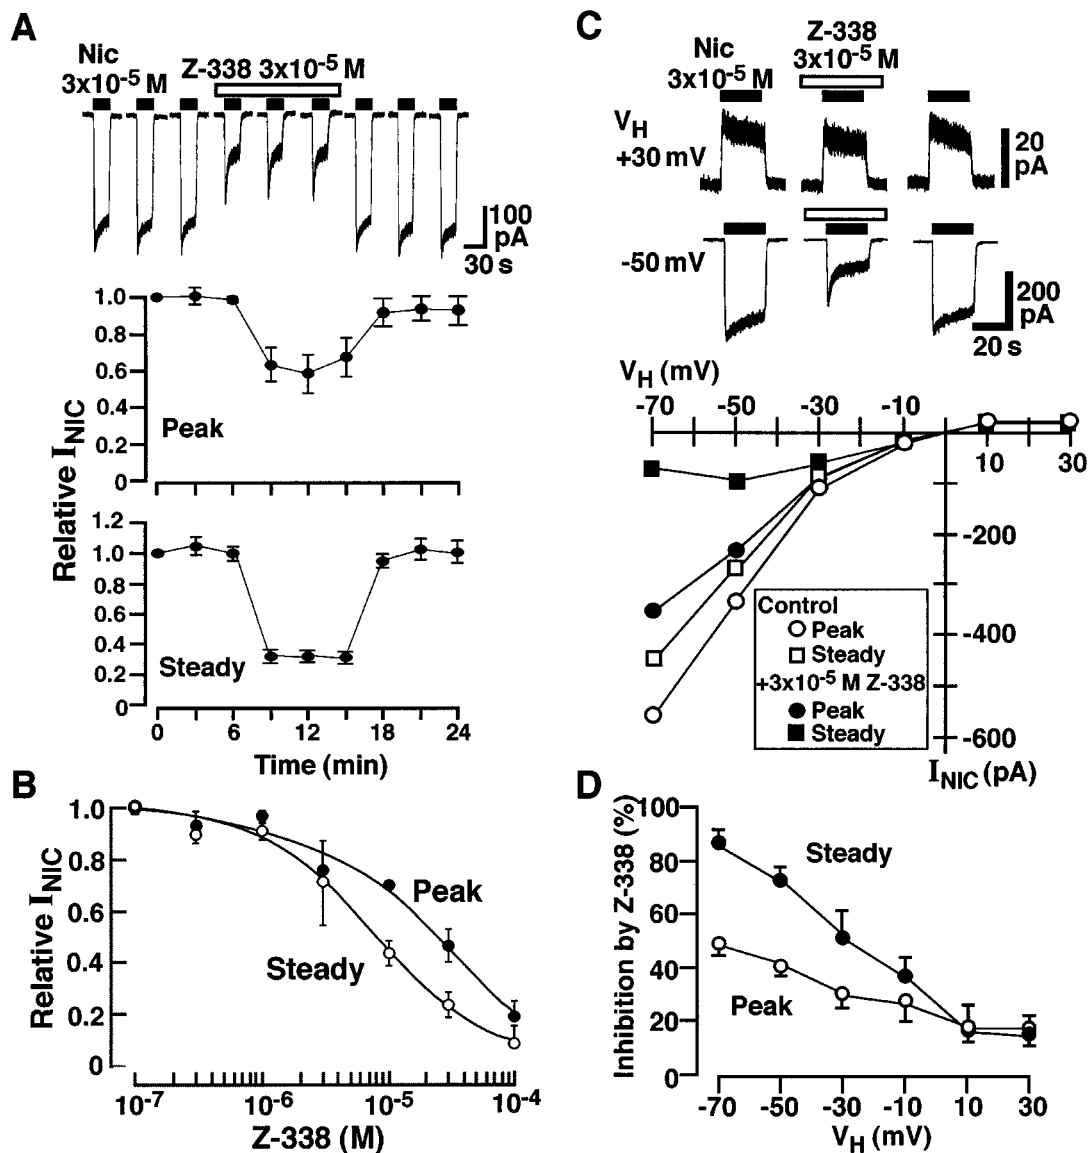 A
Nic
3x10-5 M
Z-338 3x10-5 M
100
pA
30 s
1.0
0.8
0.6
0.4
0.2
0
Peak
Relative INIC
1.2
1.0
0.8
0.6
0.4
0.2
0
Steady
0
6
12
18
24
Time (min)
B
1.0
0.8
0.6
0.4
0.2
0
Relative INIC
Peak
Steady
10-7
10-6
10-5
10-4
Z-338 (M)
C
Nic
3x10-5 M
Z-338
3x10-5 M
VH
+30 mV
20
pA
-50 mV
200
pA
20 s
VH (mV)
-70
-50
-30
-10
10
30
-200
-400
-600
INIC (pA)
Control
Peak
Steady
+3x10-5 M Z-338
Peak
Steady
D
100
80
60
40
20
0
Inhibition by Z-338 (%)
Steady
Peak
-70
-50
-30
-10
10
30
VH (mV)